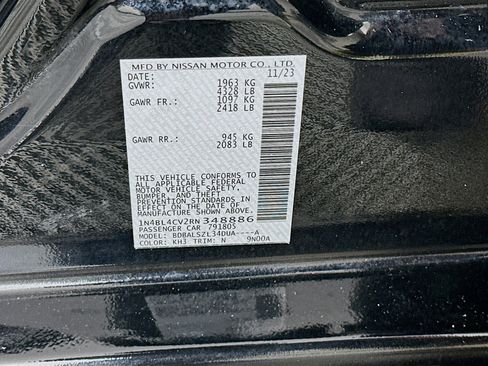 MFD BY NISSAN MOTOR CO., LTD.
DATE: 11/23
GVWR: 1963 KG
4328 LB
GAWR FR: 1097 KG
2418 LB
GAWR RR: 945 KG
2083 LB
THIS VEHICLE CONFORMS TO
ALL APPLICABLE FEDERAL
MOTOR VEHICLE SAFETY,
BUMPER, AND THEFT
PREVENTION STANDARDS IN
EFFECT ON THE DATE OF
MANUFACTURE SHOWN ABOVE.
1N4BL4CV2RN348886
PASSENGER CAR 791805
MODEL: BDBALSZL34DUA----A
COLOR: KH3 TRIM: N 9N00A